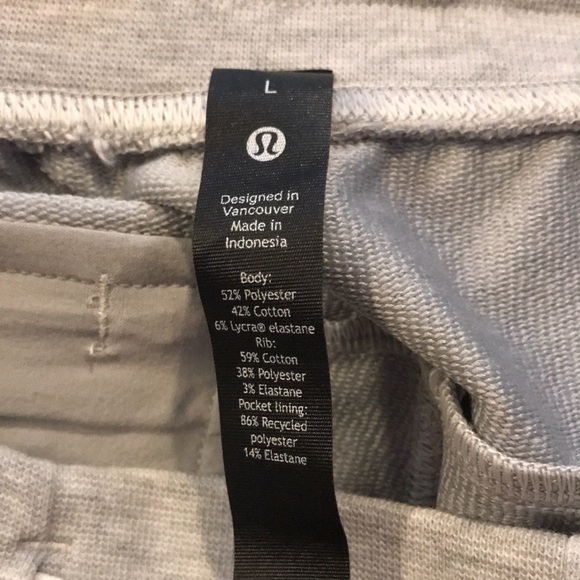 L
Designed in
Vancouver
Made in
Indonesia
Body:
52% Polyester
42% Cotton
6% Lycra® elastane
Rib:
59% Cotton
38% Polyester
3% Elastane
Pocket lining:
86% Recycled
polyester
14% Elastane